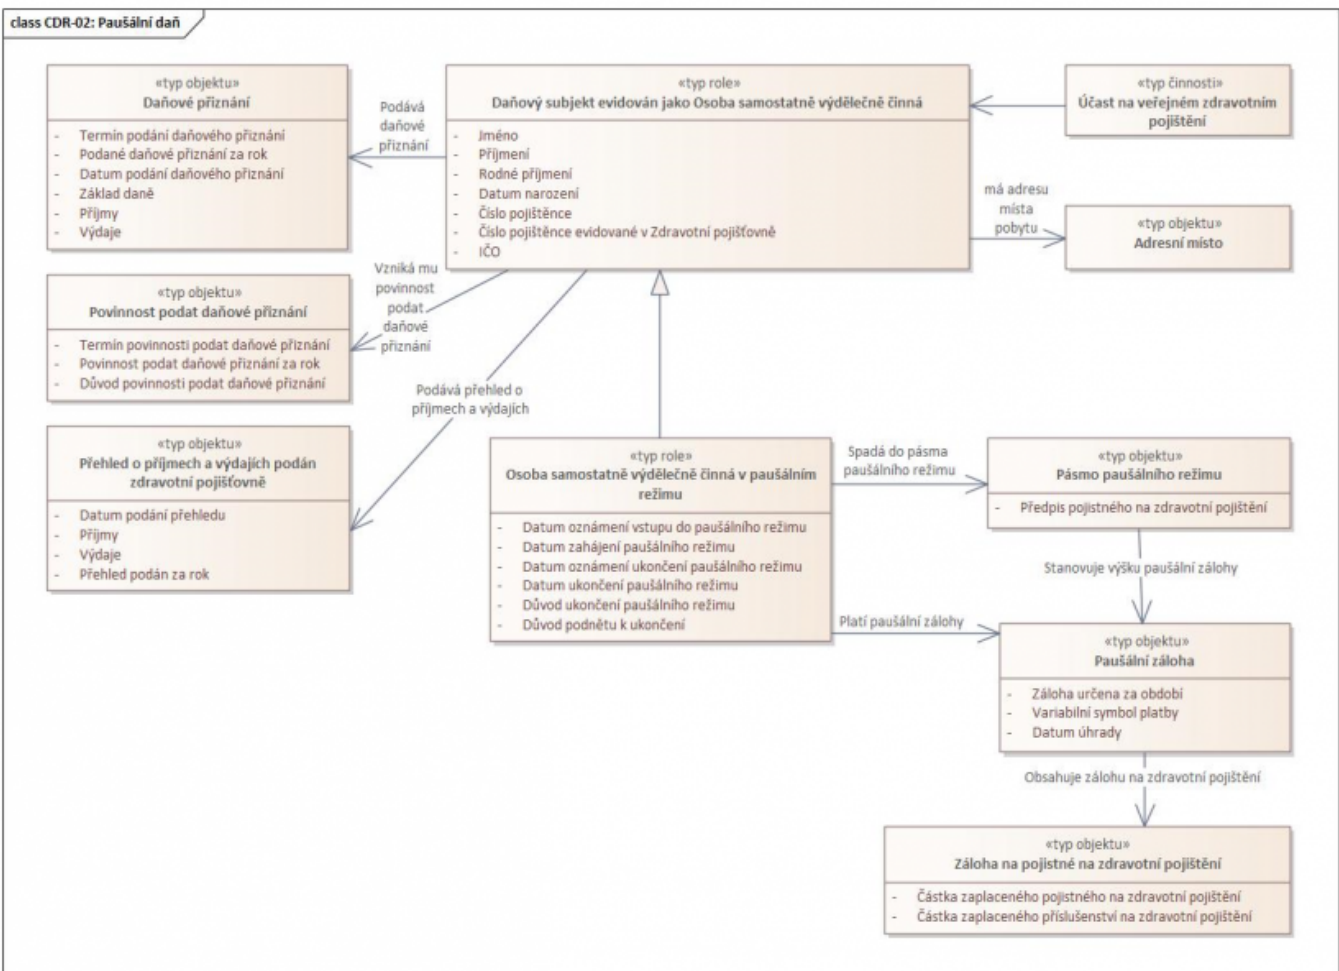 class CDR-02: Paušální daň
«typ objektu»
Daňové přiznání
- Termín podání daňového přiznání
- Podané daňové přiznání za rok
- Datum podání daňového přiznání
- Základ daně
- Příjmy
- Výdaje
Podává
daňové
přiznání
«typ role»
Daňový subjekt evidován jako Osoba samostatně výdělečně činná
- Jméno
- Příjmení
- Rodné příjmení
- Datum narození
- Číslo pojištěnce
- Číslo pojištěnce evidované v Zdravotní pojišťovně
- IČO
«typ činnosti»
Účast na veřejném zdravotním
pojištění
má adresu
místa
pobytu
«typ objektu»
Adresní místo
«typ objektu»
Povinnost podat daňové přiznání
- Termín povinnosti podat daňové přiznání
- Povinnost podat daňové přiznání za rok
- Důvod povinnosti podat daňové přiznání
Vzniká mu
povinnost
podat
daňové
přiznání
Podává přehled o
příjmech a výdajích
«typ objektu»
Přehled o příjmech a výdajích podán
zdravotní pojišťovně
- Datum podání přehledu
- Příjmy
- Výdaje
- Přehled podán za rok
«typ role»
Osoba samostatně výdělečně činná v paušálním
režimu
- Datum oznámení vstupu do paušálního režimu
- Datum zahájení paušálního režimu
- Datum oznámení ukončení paušálního režimu
- Datum ukončení paušálního režimu
- Důvod ukončení paušálního režimu
- Důvod podnětu k ukončení
Spadá do pásma
paušálního režimu
«typ objektu»
Pásmo paušálního režimu
- Předpis pojistného na zdravotní pojištění
Stanovuje výšku paušální zálohy
Platí paušální zálohy
«typ objektu»
Paušální záloha
- Záloha určena za období
- Variabilní symbol platby
- Datum úhrady
Obsahuje zálohu na zdravotní pojištění
«typ objektu»
Záloha na pojistné na zdravotní pojištění
- Částka zaplaceného pojistného na zdravotní pojištění
- Částka zaplaceného příslušenství na zdravotní pojištění